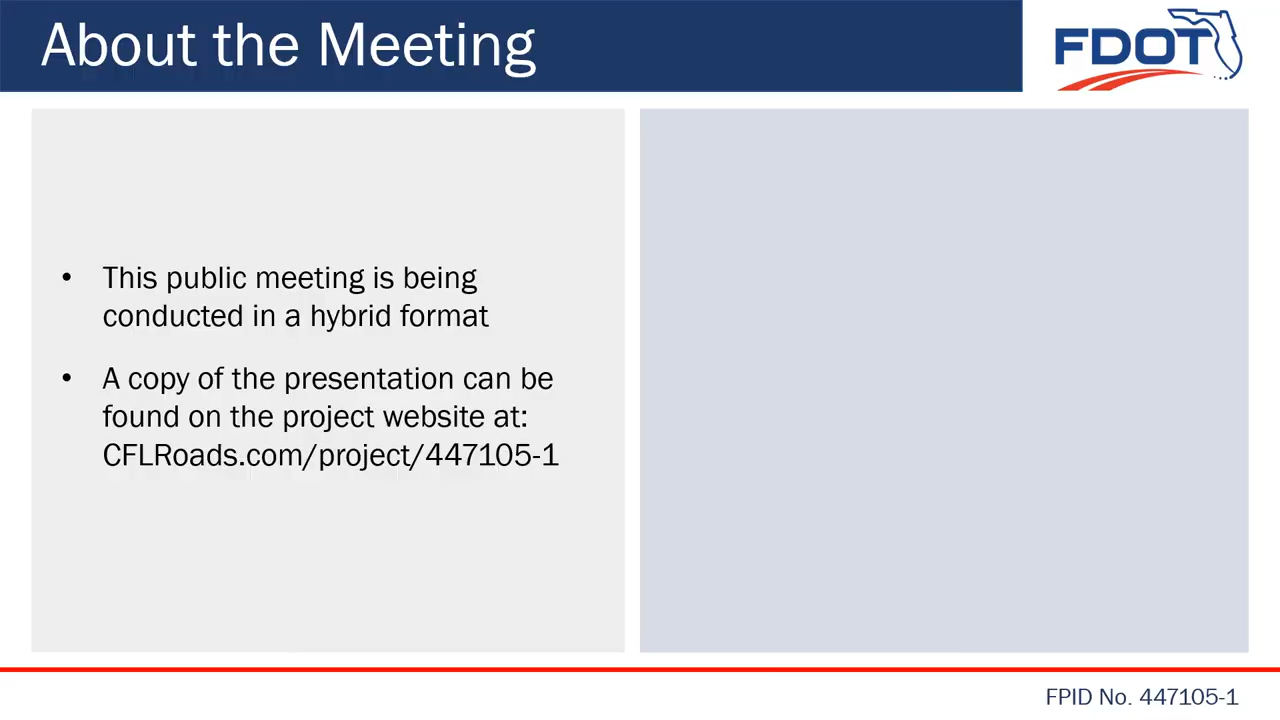 About the Meeting
FDOT
• This public meeting is being
conducted in a hybrid format
• A copy of the presentation can be
found on the project website at:
CFLRoads.com/project/447105-1
FPID No. 447105-1